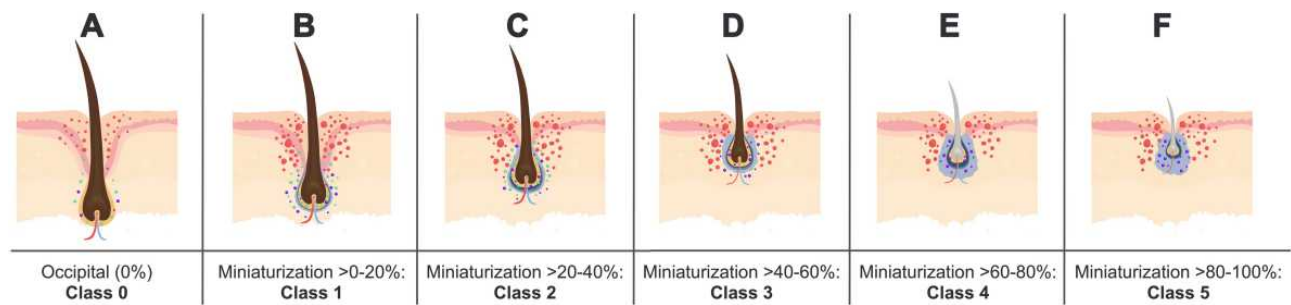 A
B
C
D
E
F
Occipital (0%)
Class 0
Miniaturization >0-20%:
Class 1
Miniaturization >20-40%:
Class 2
Miniaturization >40-60%:
Class 3
Miniaturization >60-80%:
Class 4
Miniaturization >80-100%:
Class 5